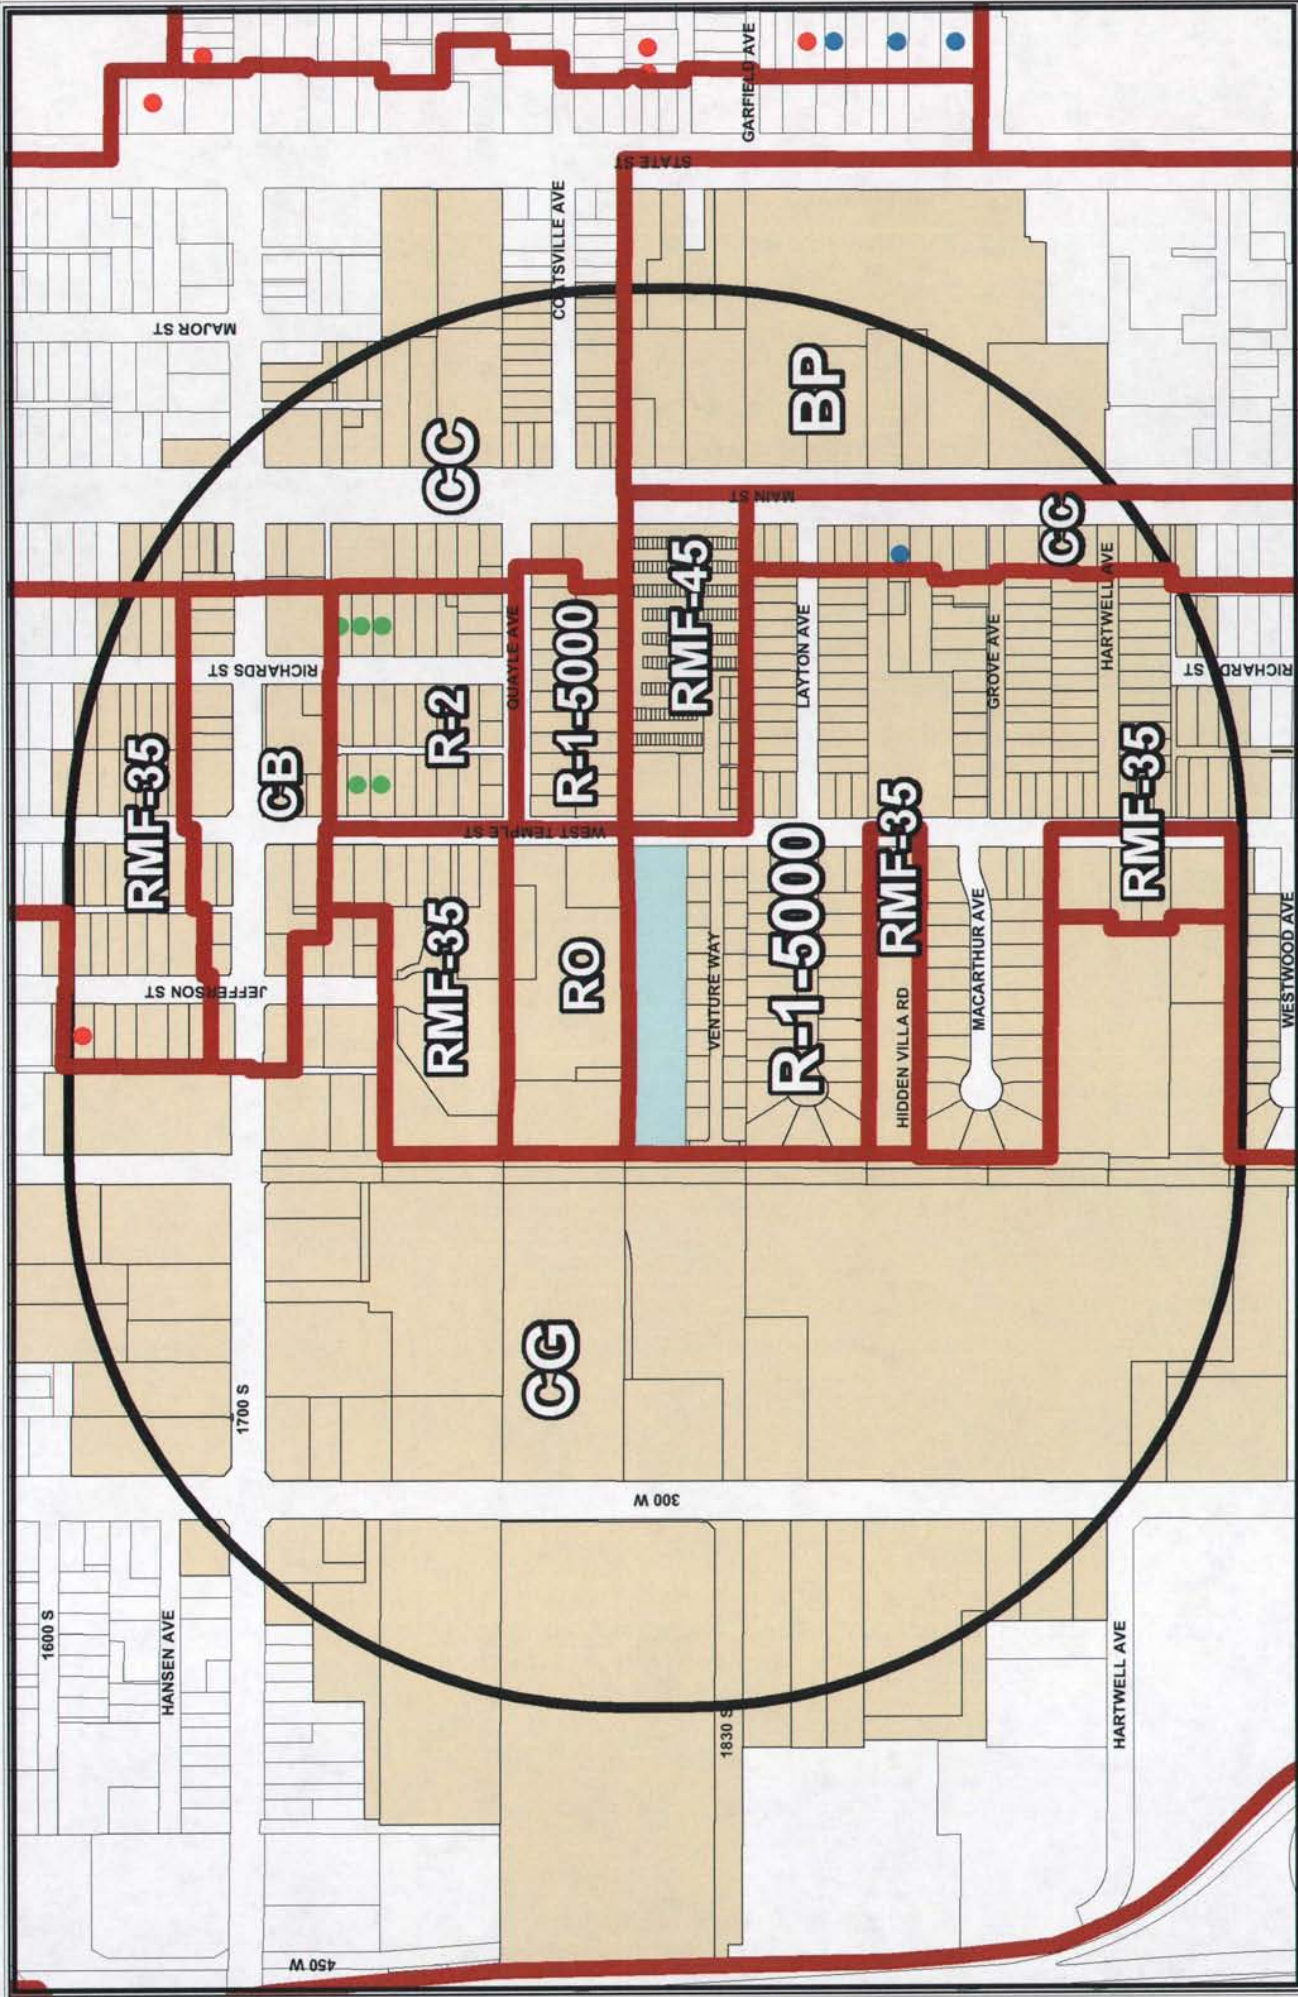 GARFIELD AVE
STATE ST
COATSVILLE AVE
MAJOR ST
BP
CC
MAIN ST
CC
RMF-45
HARTWELL AVE
R-1-5000
LAYTON AVE
GROVE AVE
QUAYLE AVE
RICHARDS ST
RICHARDS ST
R-2
RMF-35
CB
RMF-35
WEST TEMPLE ST
R-1-5000
RMF-35
RMF-35
RO
VENTURE WAY
MACARTHUR AVE
WESTWOOD AVE
JEFFERSON ST
HIDDEN VILLA RD
CG
1700 S
300 W
1600 S
HANSEN AVE
1830 S
HARTWELL AVE
450 W